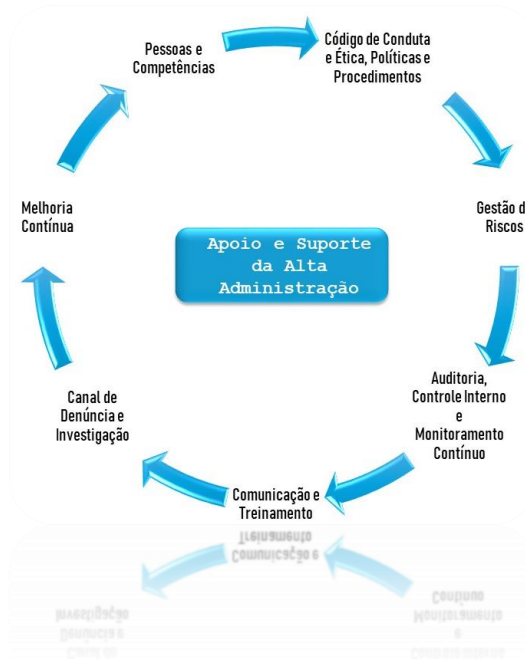 Pessoas e
Competências
Código de Conduta
e Ética, Políticas e
Procedimentos
Gestão d
Riscos
Auditoria,
Controle Interno
e
Monitoramento
Contínuo
Comunicação e
Treinamento
Canal de
Denúncia e
Investigação
Melhoria
Contínua
Apoio e Suporte
da Alta
Administração